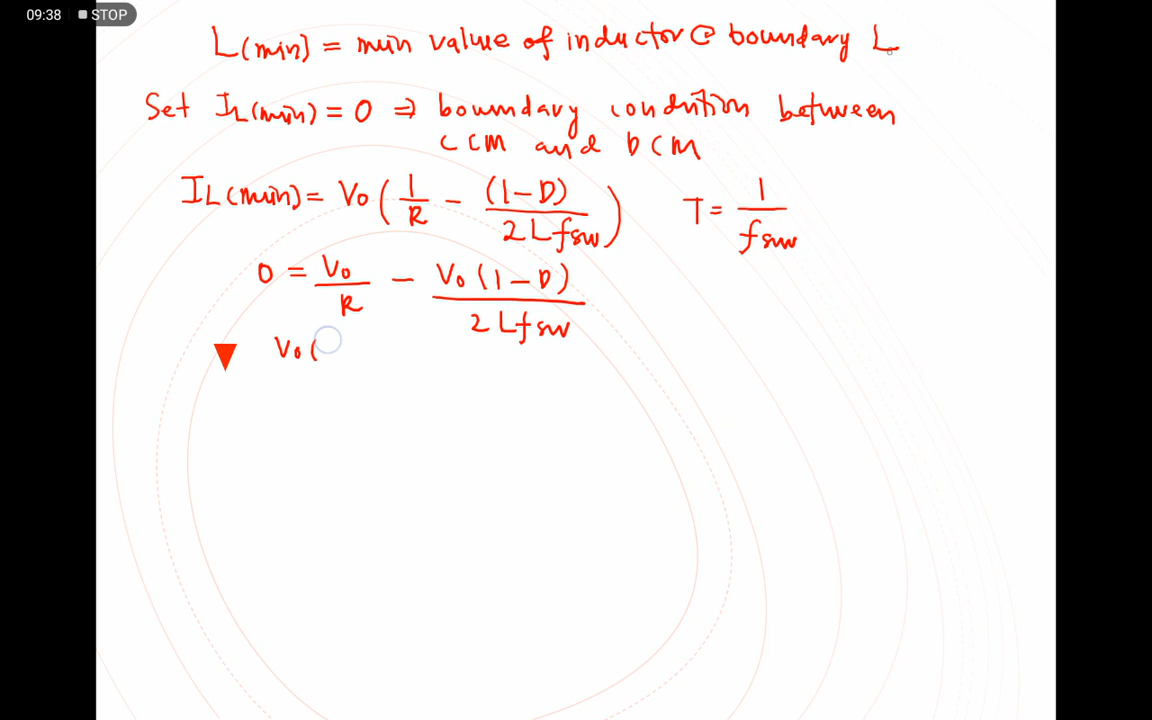 09:38 STOP
L(min) = min value of inductor @ boundary L
Set IL(min) = 0 ⇒ boundary condition between
CCM and DCM
IL(min) = Vo ( 1/R - (1-D)/(2Lfsw) ) T = 1/fsw
0 = Vo/R - Vo(1-D)/(2Lfsw)
Vo (